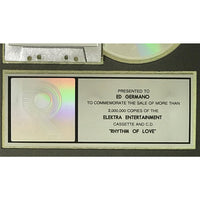 PRESENTED TO
ED GERMANO
TO COMMEMORATE THE SALE OF MORE THAN
2,000,000 COPIES OF THE
ELEKTRA ENTERTAINMENT
CASSETTE AND C.D.
"RHYTHM OF LOVE"